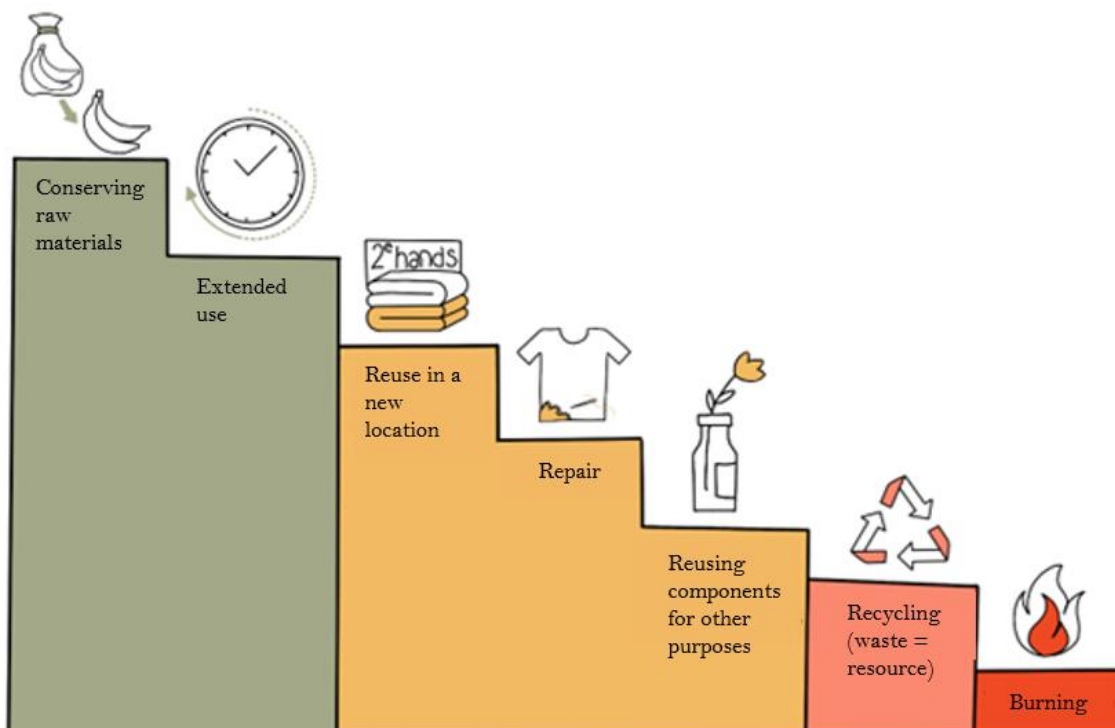 Conserving
raw
materials
Extended
use
2e hands
Reuse in a
new
location
Repair
Reusing
components
for other
purposes
Recycling
(waste =
resource)
Burning